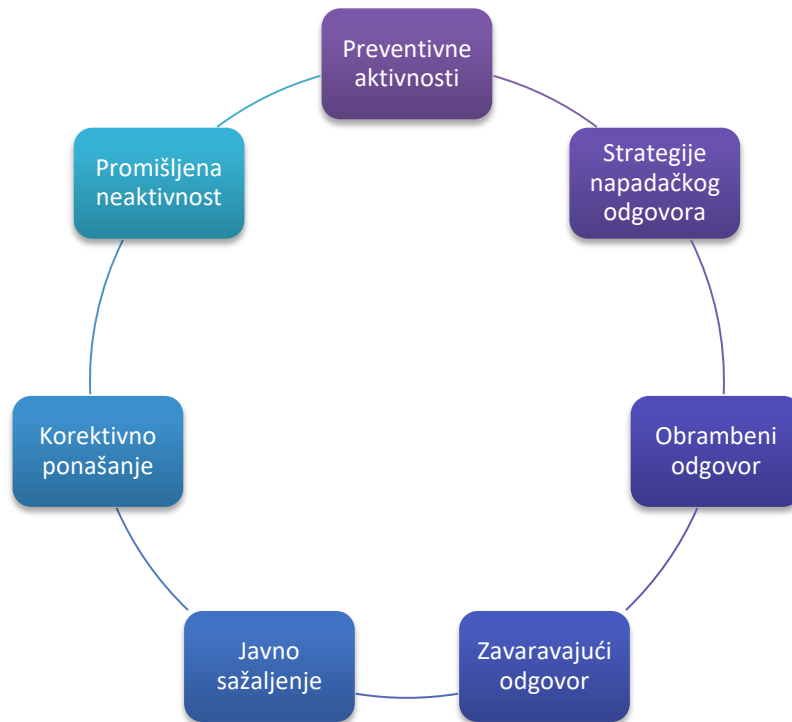 Preventivne
aktivnosti
Strategije
napadačkog
odgovora
Obrambeni
odgovor
Zavaravajući
odgovor
Javno
sažaljenje
Korektivno
ponašanje
Promišljena
neaktivnost